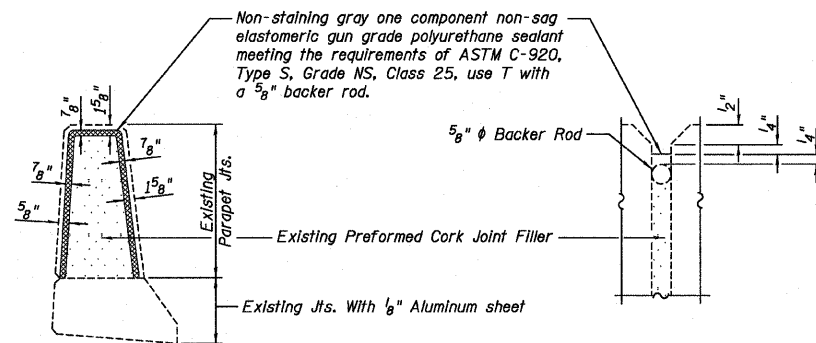 Non-staining gray one component non-sag
elastomeric gun grade polyurethane sealant
meeting the requirements of ASTM C-920,
Type S, Grade NS, Class 25, use T with
a 5/8" backer rod.
7/8"
1 5/8"
7/8"
7/8"
1 5/8"
5/8"
Existing
Parapet Jts.
5/8" ϕ Backer Rod
1/2"
1/4"
1/4"
Existing Preformed Cork Joint Filler
Existing Jts. With 1/8" Aluminum sheet